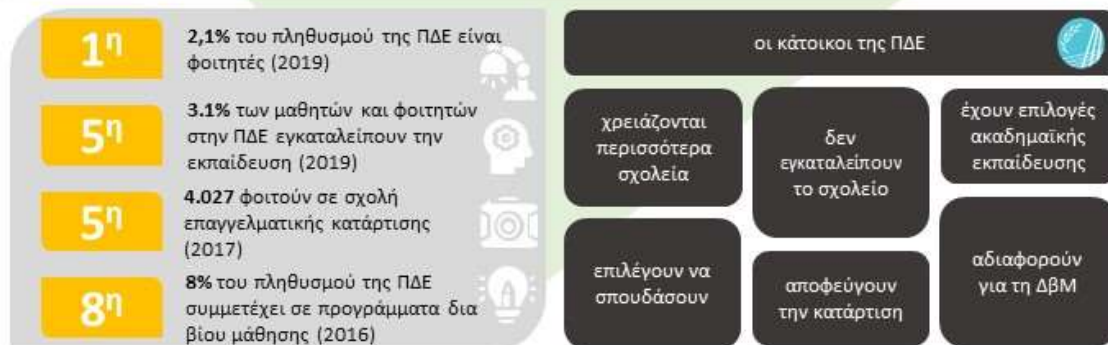 1η
2,1% του πληθυσμού της ΠΔΕ είναι
φοιτητές (2019)
5η
3.1% των μαθητών και φοιτητών
στην ΠΔΕ εγκαταλείπουν την
εκπαίδευση (2019)
5η
4.027 φοιτούν σε σχολή
επαγγελματικής κατάρτισης
(2017)
8η
8% του πληθυσμού της ΠΔΕ
συμμετέχει σε προγράμματα δια
βίου μάθησης (2016)
οι κάτοικοι της ΠΔΕ
χρειάζονται
περισσότερα
σχολεία
δεν
εγκαταλείπουν
το σχολείο
έχουν επιλογές
ακαδημαϊκής
εκπαίδευσης
επιλέγουν να
σπουδάσουν
αποφεύγουν
την κατάρτιση
αδιαφορούν
για τη ΔβΜ